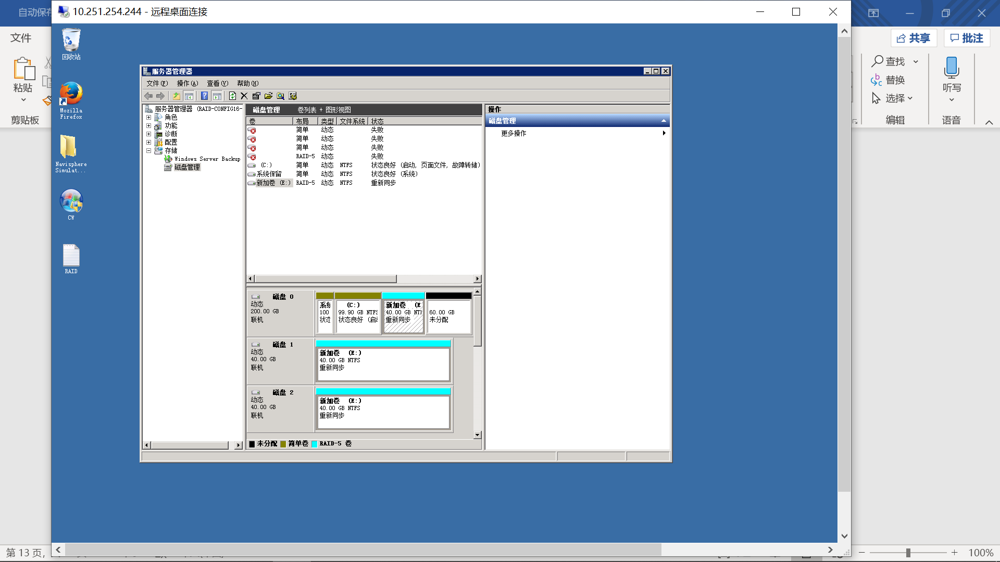 自动保存
10.251.254.244 - 远程桌面连接
文件
共享
批注
粘贴
剪贴板
查找
替换
选择
编辑
听写
语音
回收站
Mozilla
Firefox
Navisphere
Simulat...
CW
RAID
服务器管理器
文件(F) 操作(A) 查看(V) 帮助(H)
服务器管理器 (RAID-CONFIG16-
角色
功能
诊断
配置
存储
Windows Server Backup
磁盘管理
磁盘管理 卷列表 + 图形视图
卷 布局 类型 文件系统 状态
简单 动态 失败
简单 动态 失败
简单 动态 失败
RAID-5 动态 失败
(C:) 简单 动态 NTFS 状态良好 (启动, 页面文件, 故障转储)
系统保留 简单 动态 NTFS 状态良好 (系统)
新加卷 (E:) RAID-5 动态 NTFS 重新同步
操作
磁盘管理
更多操作
磁盘 0
动态
200.00 GB
联机
系统
100
状态
(C:)
99.90 GB NTFS
状态良好 (启动
新加卷 (E
40.00 GB NTF
重新同步
60.00 GB
未分配
磁盘 1
动态
40.00 GB
联机
新加卷 (E:)
40.00 GB NTFS
重新同步
磁盘 2
动态
40.00 GB
联机
新加卷 (E:)
40.00 GB NTFS
重新同步
未分配 简单卷 RAID-5 卷
第 13 页,
100%